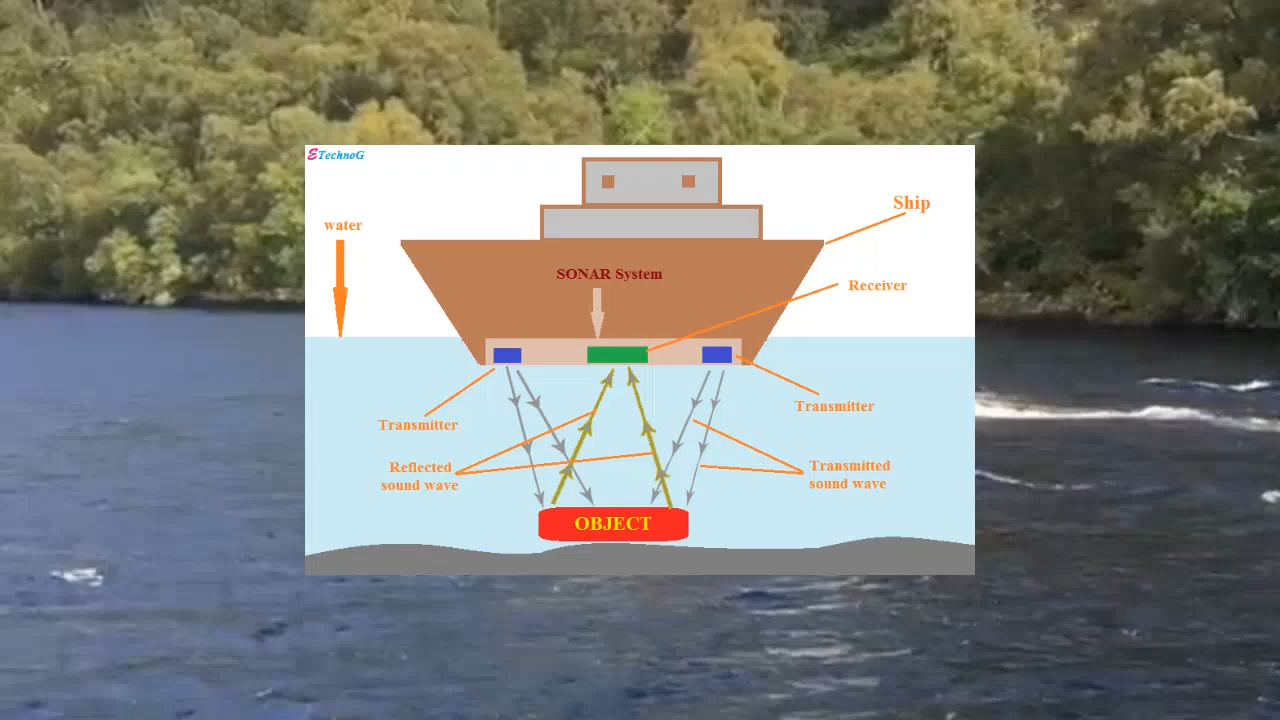 ETechnoG
Ship
water
SONAR System
Receiver
Transmitter
Transmitter
Reflected
sound wave
Transmitted
sound wave
OBJECT